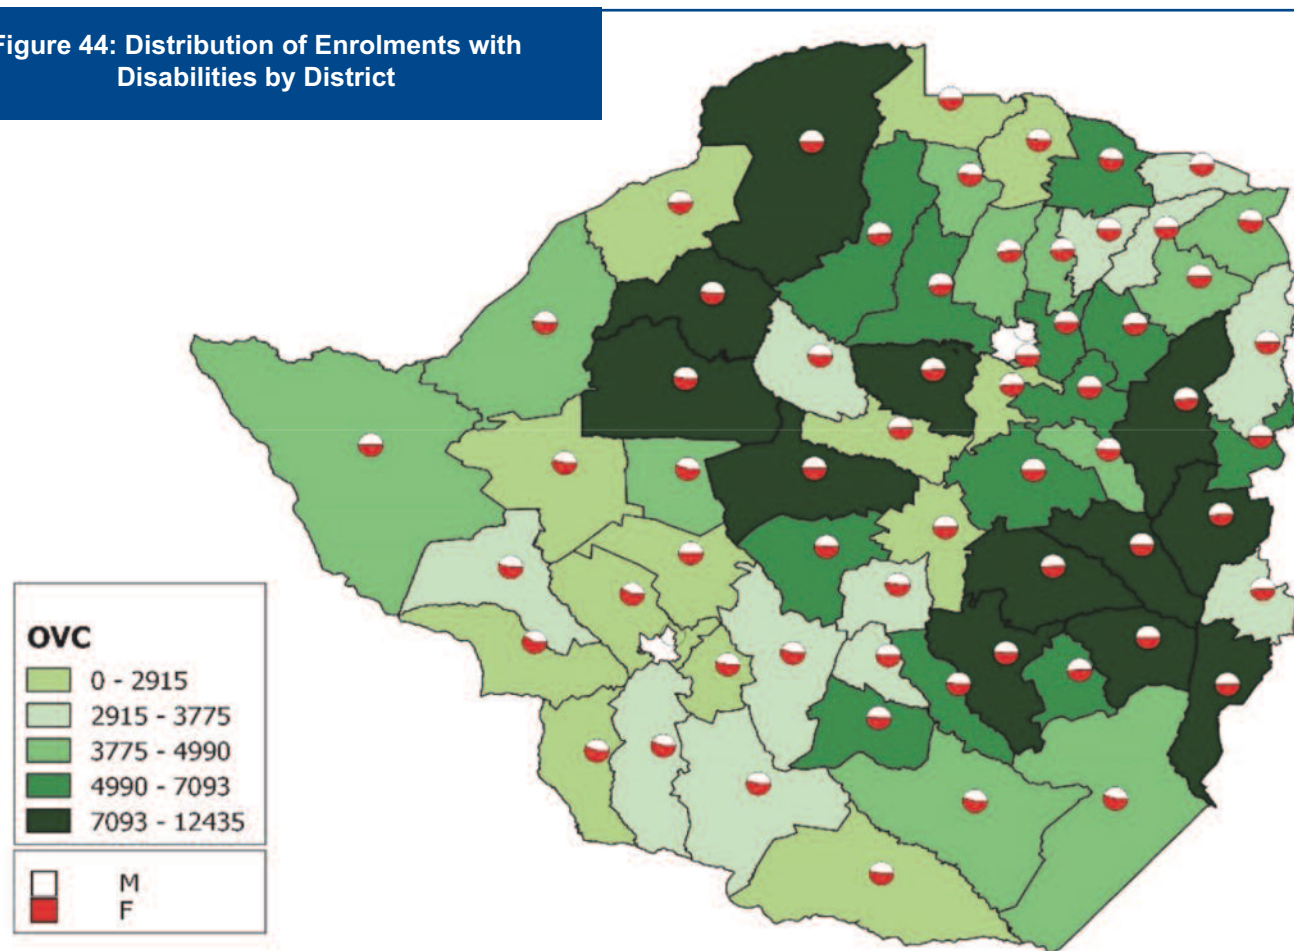 Figure 44: Distribution of Enrolments with
Disabilities by District
OVC
0 - 2915
2915 - 3775
3775 - 4990
4990 - 7093
7093 - 12435
M
F